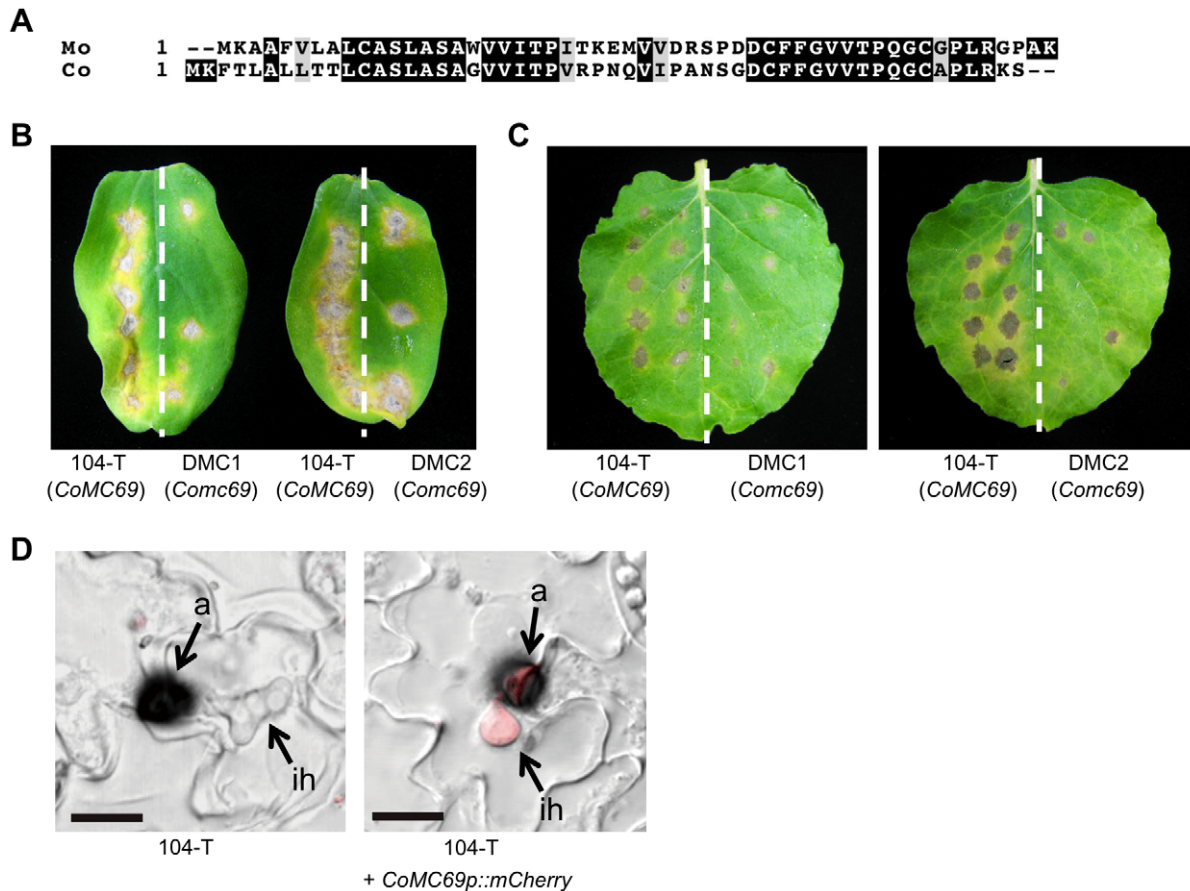 A
Mo 1 --MKAAFVLALCASLASAWVVITPITKEMVVDRSPDDCFFGVVTPQGCGPLRGPAK
Co 1 MKFTLALLTTLCASLASAGVVITPVRPNQVIPANSGDCFFGVVTPQGCAPLRKS--
B
C
104-T DMC1 104-T DMC2
(CoMC69) (Comc69) (CoMC69) (Comc69)
104-T DMC1 104-T DMC2
(CoMC69) (Comc69) (CoMC69) (Comc69)
D
a
ih
a
ih
104-T
104-T
+ CoMC69p::mCherry